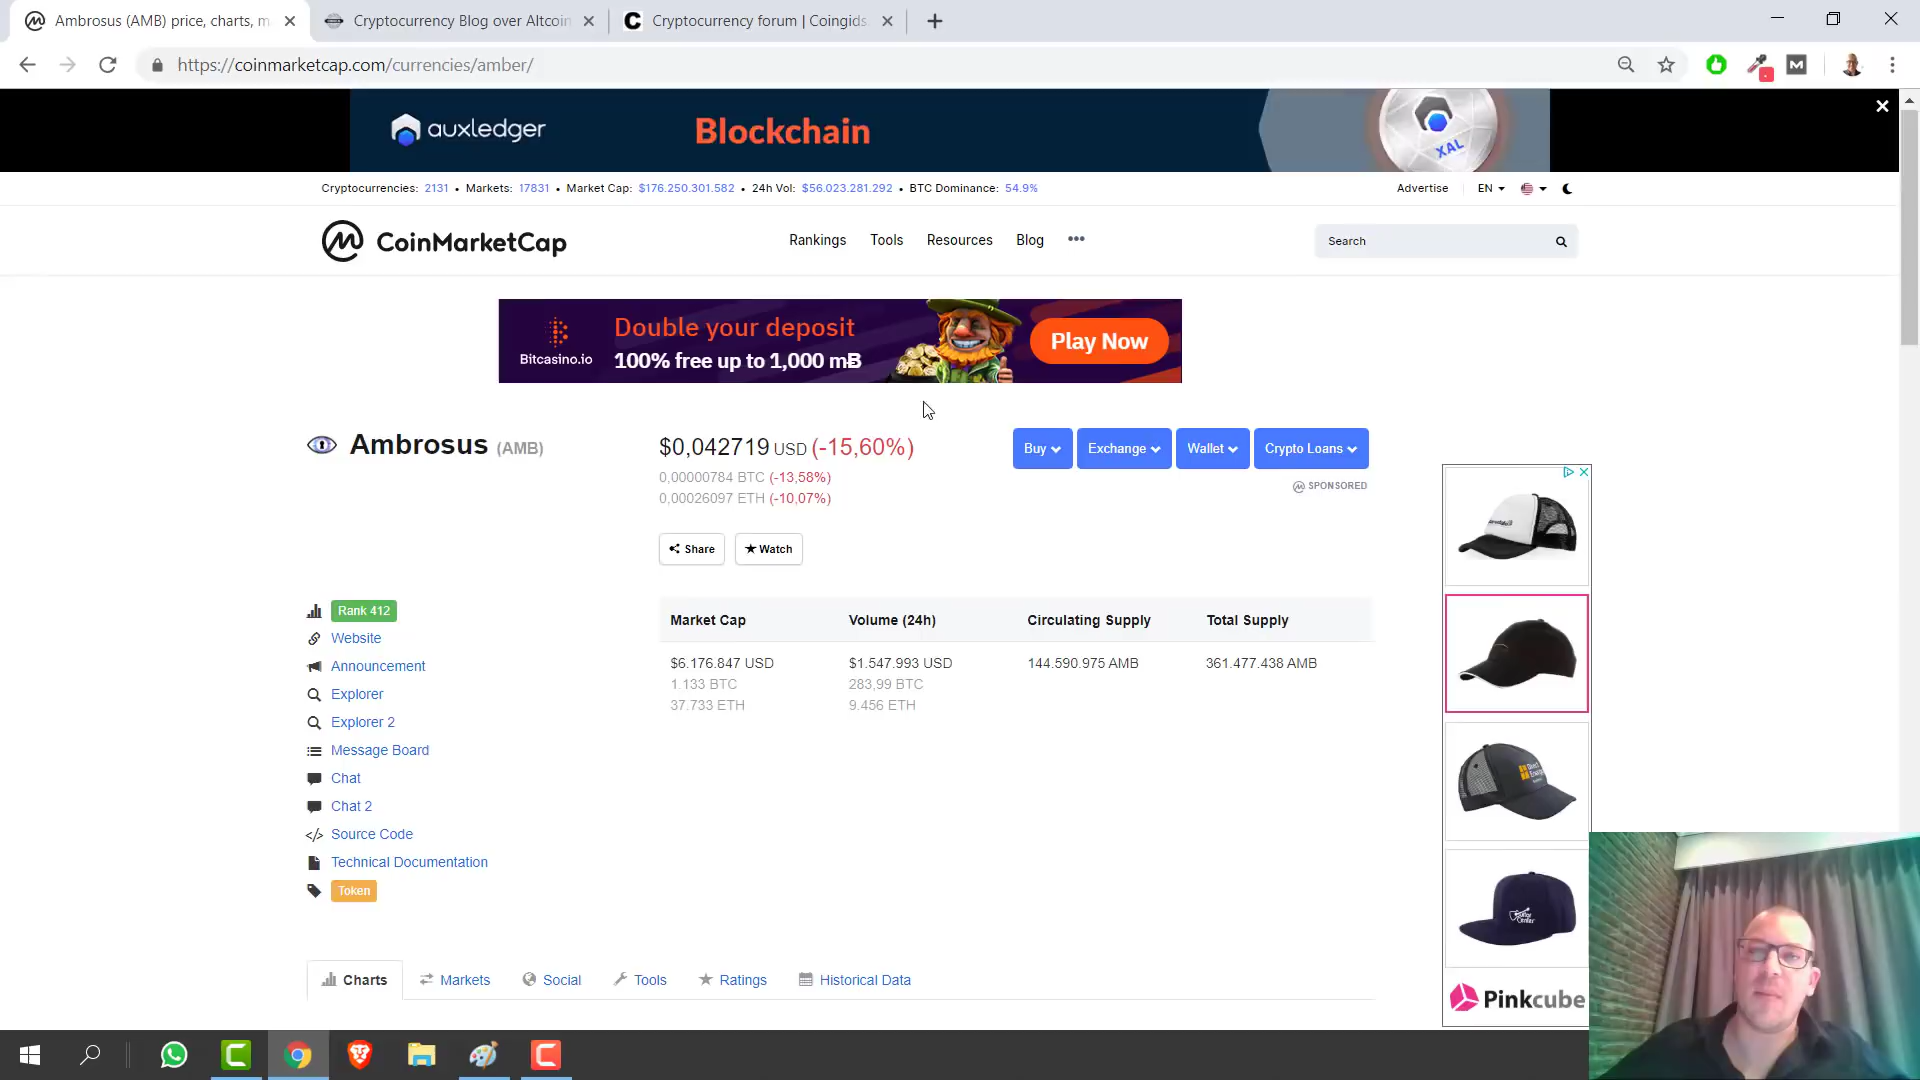 Ambrosus (AMB) price, charts, m
Cryptocurrency Blog over Altcoin
Cryptocurrency forum | Coingids
https://coinmarketcap.com/currencies/amber/
auxledger
Blockchain
XAL
Cryptocurrencies: 2131 • Markets: 17831 • Market Cap: $176.250.301.582 • 24h Vol: $56.023.281.292 • BTC Dominance: 54.9%
Advertise
EN
CoinMarketCap
Rankings
Tools
Resources
Blog
Search
Bitcasino.io
Double your deposit
100% free up to 1,000 mɃ
Play Now
Ambrosus (AMB)
$0,042719 USD (-15,60%)
0,00000784 BTC (-13,58%)
0,00026097 ETH (-10,07%)
Buy
Exchange
Wallet
Crypto Loans
SPONSORED
Share
Watch
Rank 412
Website
Announcement
Explorer
Explorer 2
Message Board
Chat
Chat 2
Source Code
Technical Documentation
Token
Market Cap Volume (24h) Circulating Supply Total Supply
$6.176.847 USD $1.547.993 USD 144.590.975 AMB 361.477.438 AMB
1.133 BTC 283,99 BTC
37.733 ETH 9.456 ETH
Charts
Markets
Social
Tools
Ratings
Historical Data
Pinkcube